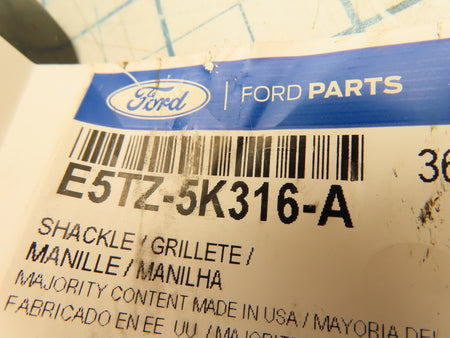 Ford | FORD PARTS
E5TZ-5K316-A
36
SHACKLE / GRILLETE /
MANILLE / MANILHA
MAJORITY CONTENT MADE IN USA / MAYORIA DEL
FABRICADO EN EE. UU. / MAJORITE